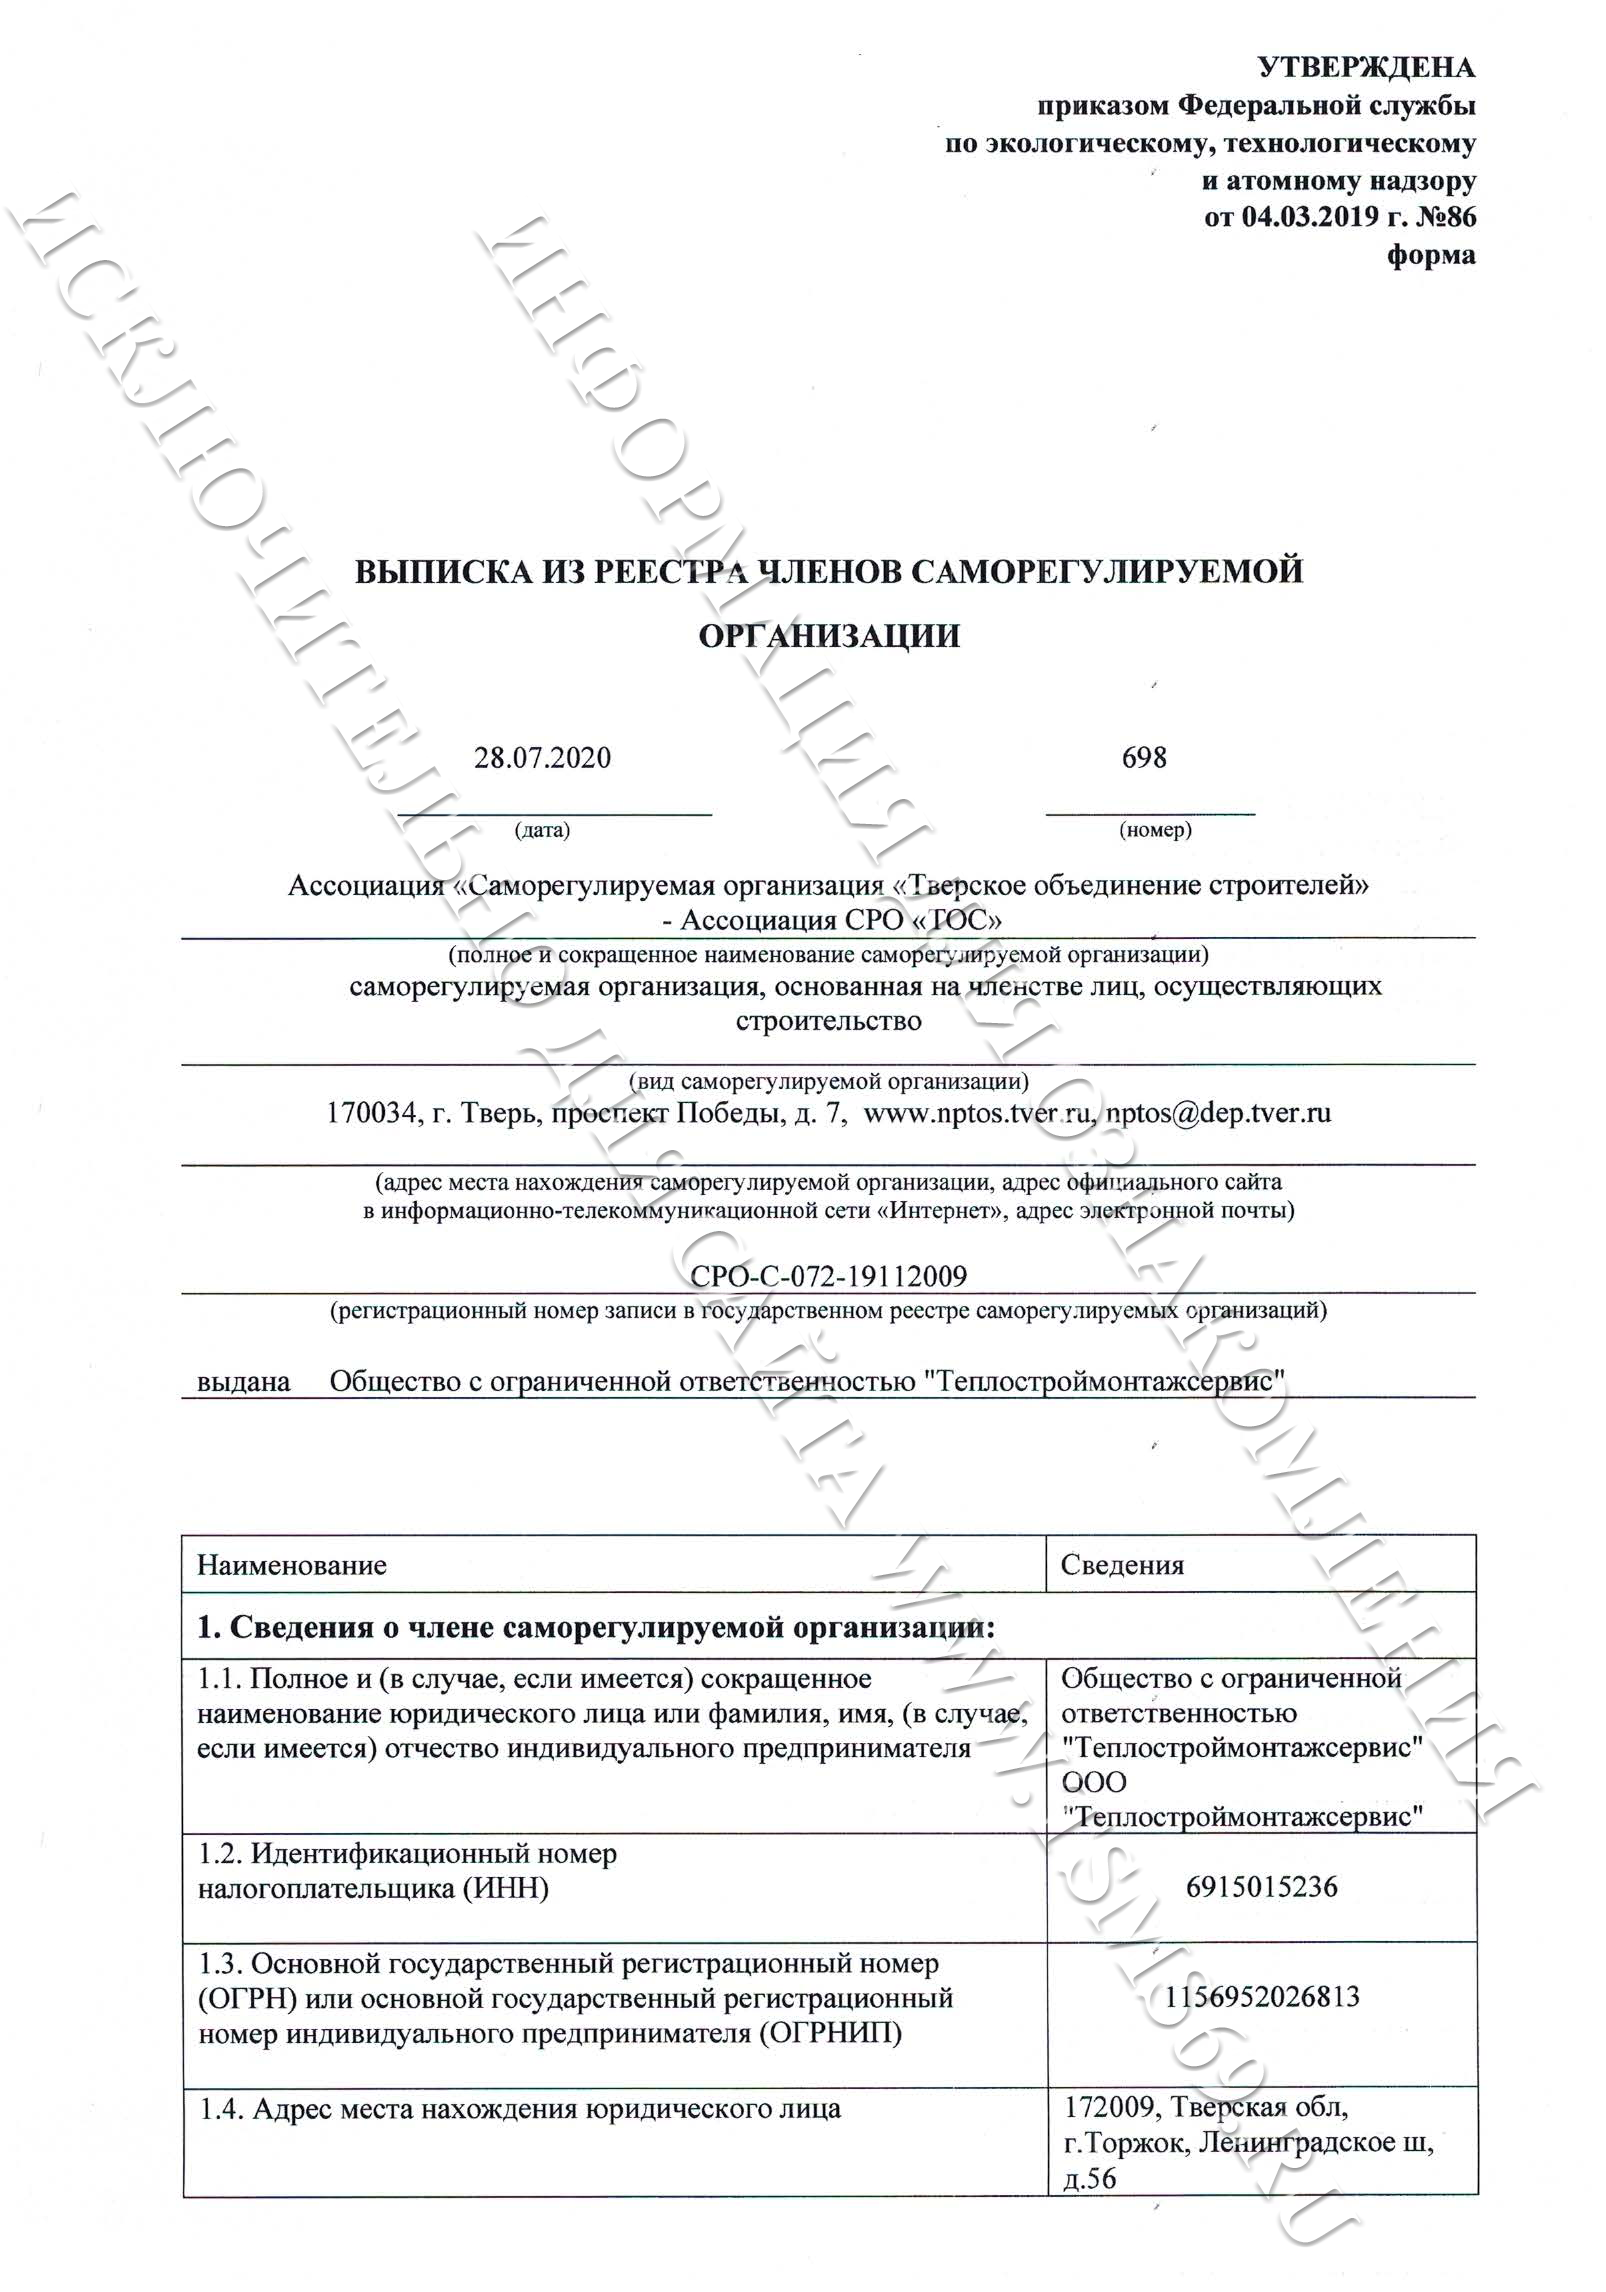 УТВЕРЖДЕНА
приказом Федеральной службы
по экологическому, технологическому
и атомному надзору
от 04.03.2019 г. №86
форма
ВЫПИСКА ИЗ РЕЕСТРА ЧЛЕНОВ САМОРЕГУЛИРУЕМОЙ
ОРГАНИЗАЦИИ
28.07.2020 698
(дата) (номер)
Ассоциация «Саморегулируемая организация «Тверское объединение строителей»
- Ассоциация СРО «ТОС»
(полное и сокращенное наименование саморегулируемой организации)
саморегулируемая организация, основанная на членстве лиц, осуществляющих
строительство
(вид саморегулируемой организации)
170034, г. Тверь, проспект Победы, д. 7, www.nptos.tver.ru, nptos@dep.tver.ru
(адрес места нахождения саморегулируемой организации, адрес официального сайта
в информационно-телекоммуникационной сети «Интернет», адрес электронной почты)
СРО-С-072-19112009
(регистрационный номер записи в государственном реестре саморегулируемых организаций)
выдана Общество с ограниченной ответственностью "Теплостроймонтажсервис"
Наименование
Сведения
1. Сведения о члене саморегулируемой организации:
1.1. Полное и (в случае, если имеется) сокращенное
наименование юридического лица или фамилия, имя, (в случае,
если имеется) отчество индивидуального предпринимателя
Общество с ограниченной
ответственностью
"Теплостроймонтажсервис"
ООО
"Теплостроймонтажсервис"
1.2. Идентификационный номер
налогоплательщика (ИНН)
6915015236
1.3. Основной государственный регистрационный номер
(ОГРН) или основной государственный регистрационный
номер индивидуального предпринимателя (ОГРНИП)
1156952026813
1.4. Адрес места нахождения юридического лица
172009, Тверская обл,
г.Торжок, Ленинградское ш,
д.56
ИНФОРМАЦИЯ ДЛЯ ОЗНАКОМЛЕНИЯ
ИСКЛЮЧИТЕЛЬНО ДЛЯ САЙТА WWW.TSMS69.RU